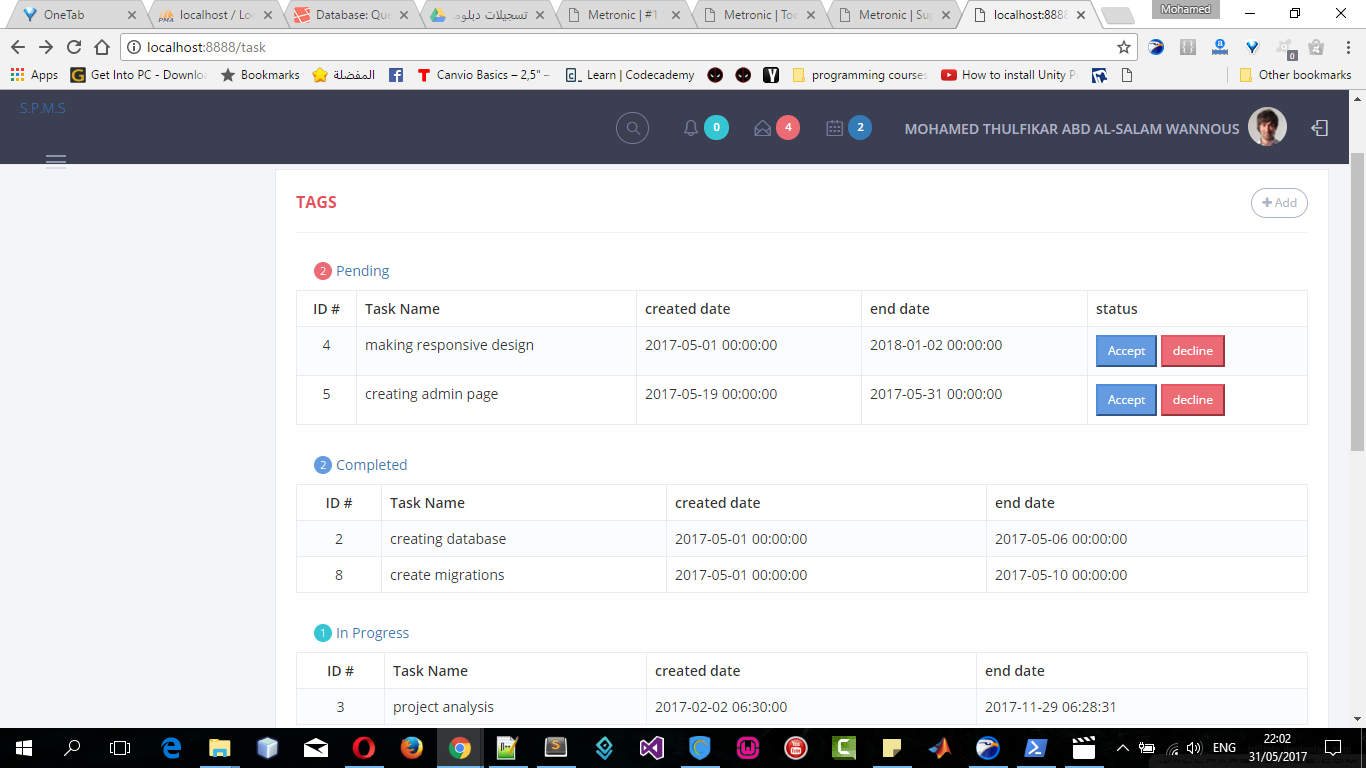 OneTab
localhost / Loc
Database: Que
تسجيلات دبلوم
Metronic | #1
Metronic | Too
Metronic | Sup
localhost:8888
Mohamed
localhost:8888/task
0
Apps
Get Into PC - Downlo
Bookmarks
المفضلة
Canvio Basics – 2,5" –
Learn | Codecademy
programming courses
How to install Unity P
Other bookmarks
S.P.M.S
0
4
2
MOHAMED THULFIKAR ABD AL-SALAM WANNOUS
TAGS
Add
2 Pending
ID # Task Name created date end date status
4 making responsive design 2017-05-01 00:00:00 2018-01-02 00:00:00 Accept decline
5 creating admin page 2017-05-19 00:00:00 2017-05-31 00:00:00 Accept decline
2 Completed
ID # Task Name created date end date
2 creating database 2017-05-01 00:00:00 2017-05-06 00:00:00
8 create migrations 2017-05-01 00:00:00 2017-05-10 00:00:00
1 In Progress
ID # Task Name created date end date
3 project analysis 2017-02-02 06:30:00 2017-11-29 06:28:31
ENG
22:02
31/05/2017